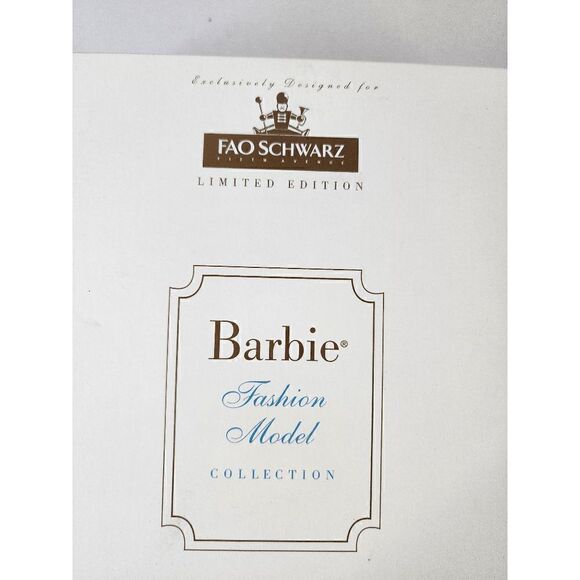 Exclusively Designed for
FAO SCHWARZ
FIFTH AVENUE
LIMITED EDITION
Barbie®
Fashion
Model
COLLECTION